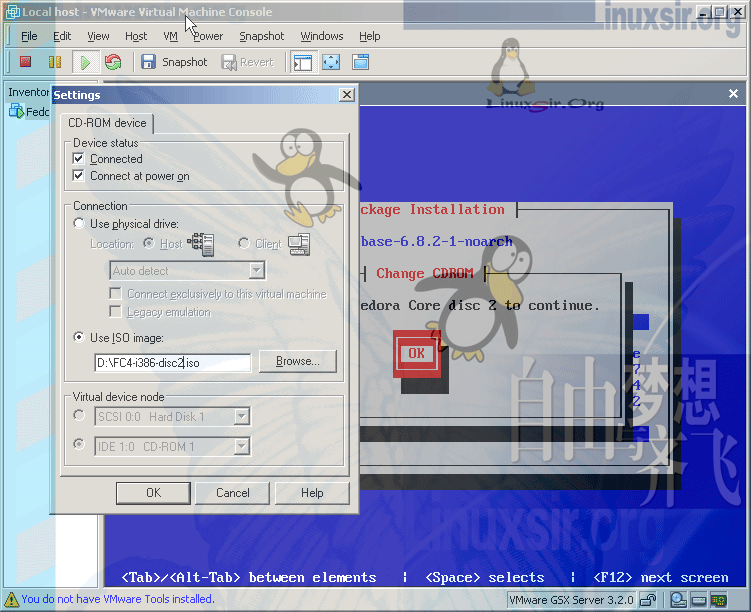 Local host - VMware Virtual Machine Console
inuxsir.org
File Edit View Host VM Power Snapshot Windows Help
Snapshot Revert
LinuxSir.Org
Inventor
Fedo
Settings
CD-ROM device
Device status
Connected
Connect at power on
Connection
Use physical drive:
Location: Host Client
Auto detect
Connect exclusively to this virtual machine
Legacy emulation
Use ISO image:
D:\FC4-i386-disc2.iso
Browse...
Virtual device node
SCSI 0:0 Hard Disk 1
IDE 1:0 CD-ROM 1
OK Cancel Help
ckage Installation
base-6.8.2-1-noarch
Change CDROM
edora Core disc 2 to continue.
OK
e
7
4
2
自由梦想
齐飞
Linuxsir.org
<Tab>/<Alt-Tab> between elements | <Space> selects | <F12> next screen
You do not have VMware Tools installed.
VMware GSX Server 3.2.0